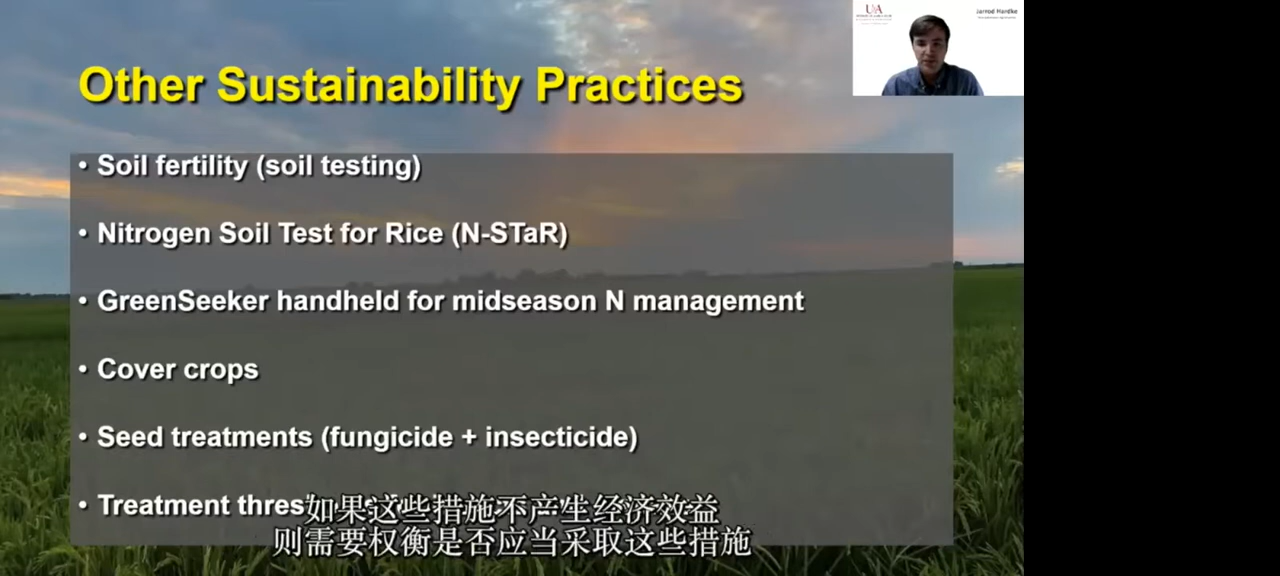 UA
Jarrod Hardke
Other Sustainability Practices
• Soil fertility (soil testing)
• Nitrogen Soil Test for Rice (N-STaR)
• GreenSeeker handheld for midseason N management
• Cover crops
• Seed treatments (fungicide + insecticide)
• Treatment
如果这些措施不产生经济效益
则需要权衡是否应当采取这些措施